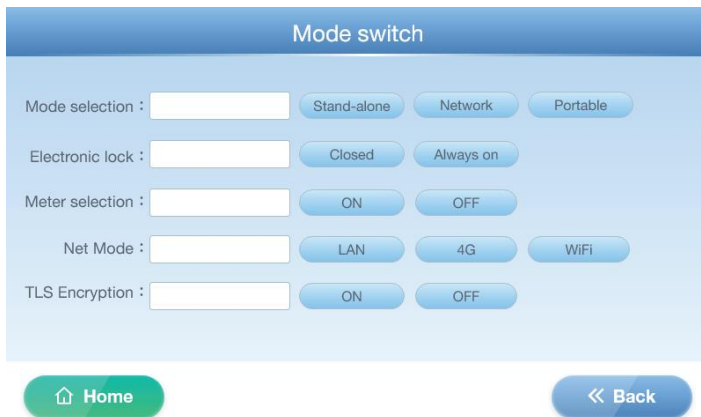 Mode switch
Mode selection : Stand-alone Network Portable
Electronic lock : Closed Always on
Meter selection : ON OFF
Net Mode : LAN 4G WiFi
TLS Encryption : ON OFF
Home Back